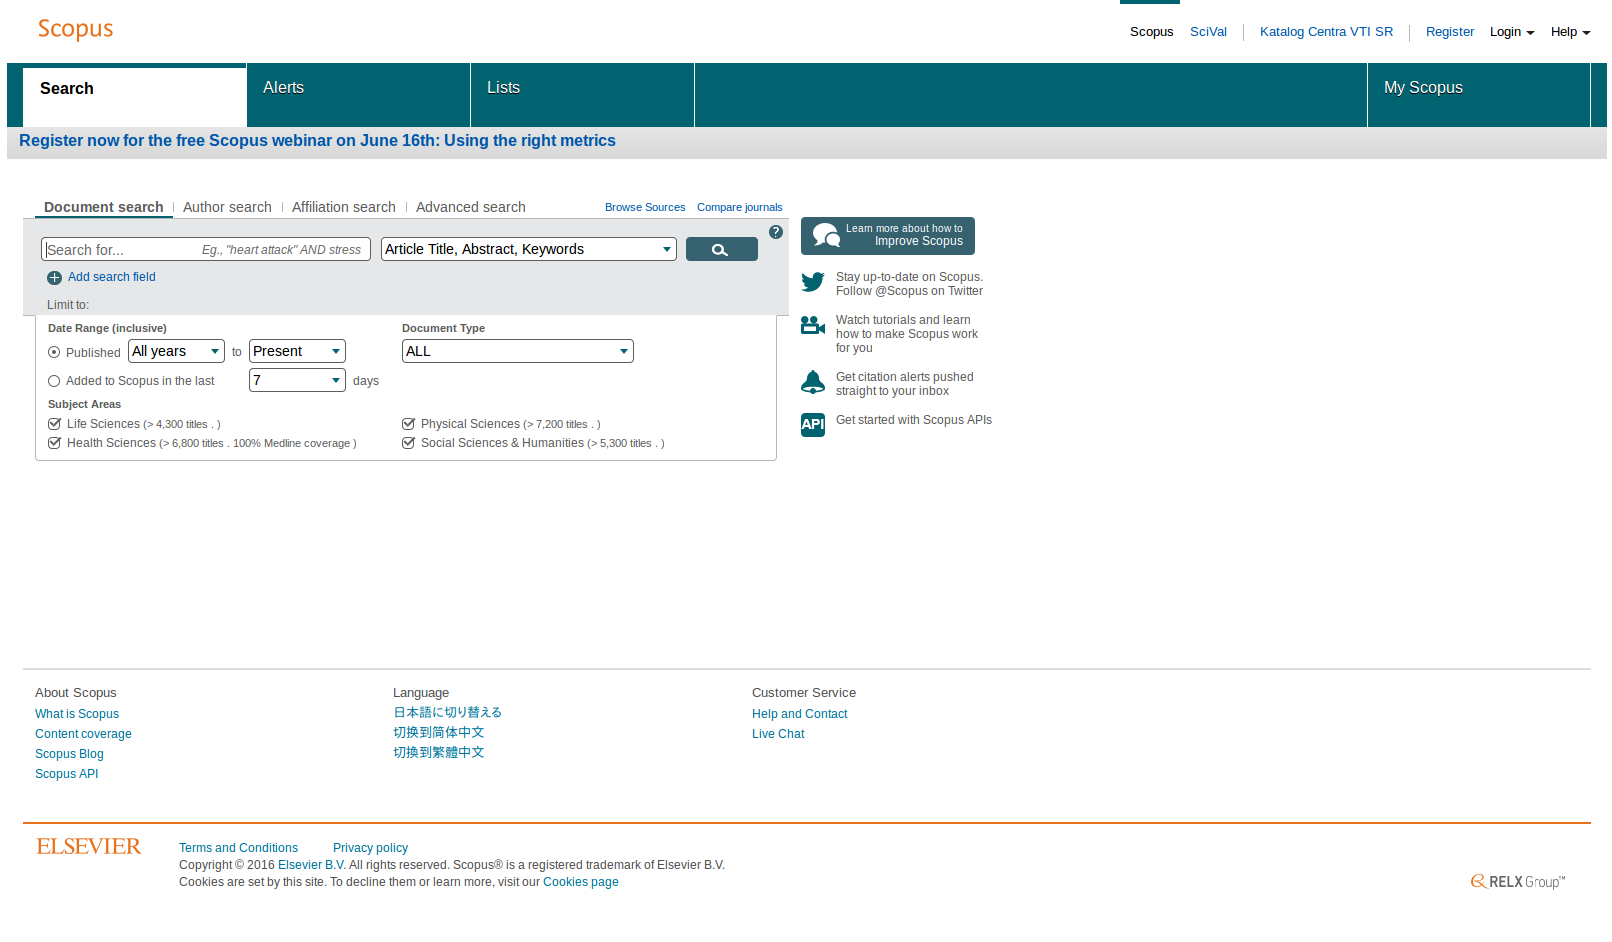 Scopus
Scopus SciVal Katalog Centra VTI SR Register Login Help
Search Alerts Lists My Scopus
Register now for the free Scopus webinar on June 16th: Using the right metrics
Document search Author search Affiliation search Advanced search Browse Sources Compare journals
?
Search for... Eg., "heart attack" AND stress Article Title, Abstract, Keywords
Add search field
Limit to:
Date Range (inclusive) Document Type
Published All years to Present ALL
Added to Scopus in the last 7 days
Subject Areas
Life Sciences (> 4,300 titles . ) Physical Sciences (> 7,200 titles . )
Health Sciences (> 6,800 titles . 100% Medline coverage ) Social Sciences & Humanities (> 5,300 titles . )
Learn more about how to
Improve Scopus
Stay up-to-date on Scopus.
Follow @Scopus on Twitter
Watch tutorials and learn
how to make Scopus work
for you
Get citation alerts pushed
straight to your inbox
API Get started with Scopus APIs
About Scopus
What is Scopus
Content coverage
Scopus Blog
Scopus API
Language
日本語に切り替える
切换到简体中文
切換到繁體中文
Customer Service
Help and Contact
Live Chat
ELSEVIER
Terms and Conditions Privacy policy
Copyright © 2016 Elsevier B.V. All rights reserved. Scopus® is a registered trademark of Elsevier B.V.
Cookies are set by this site. To decline them or learn more, visit our Cookies page
RELX Group™